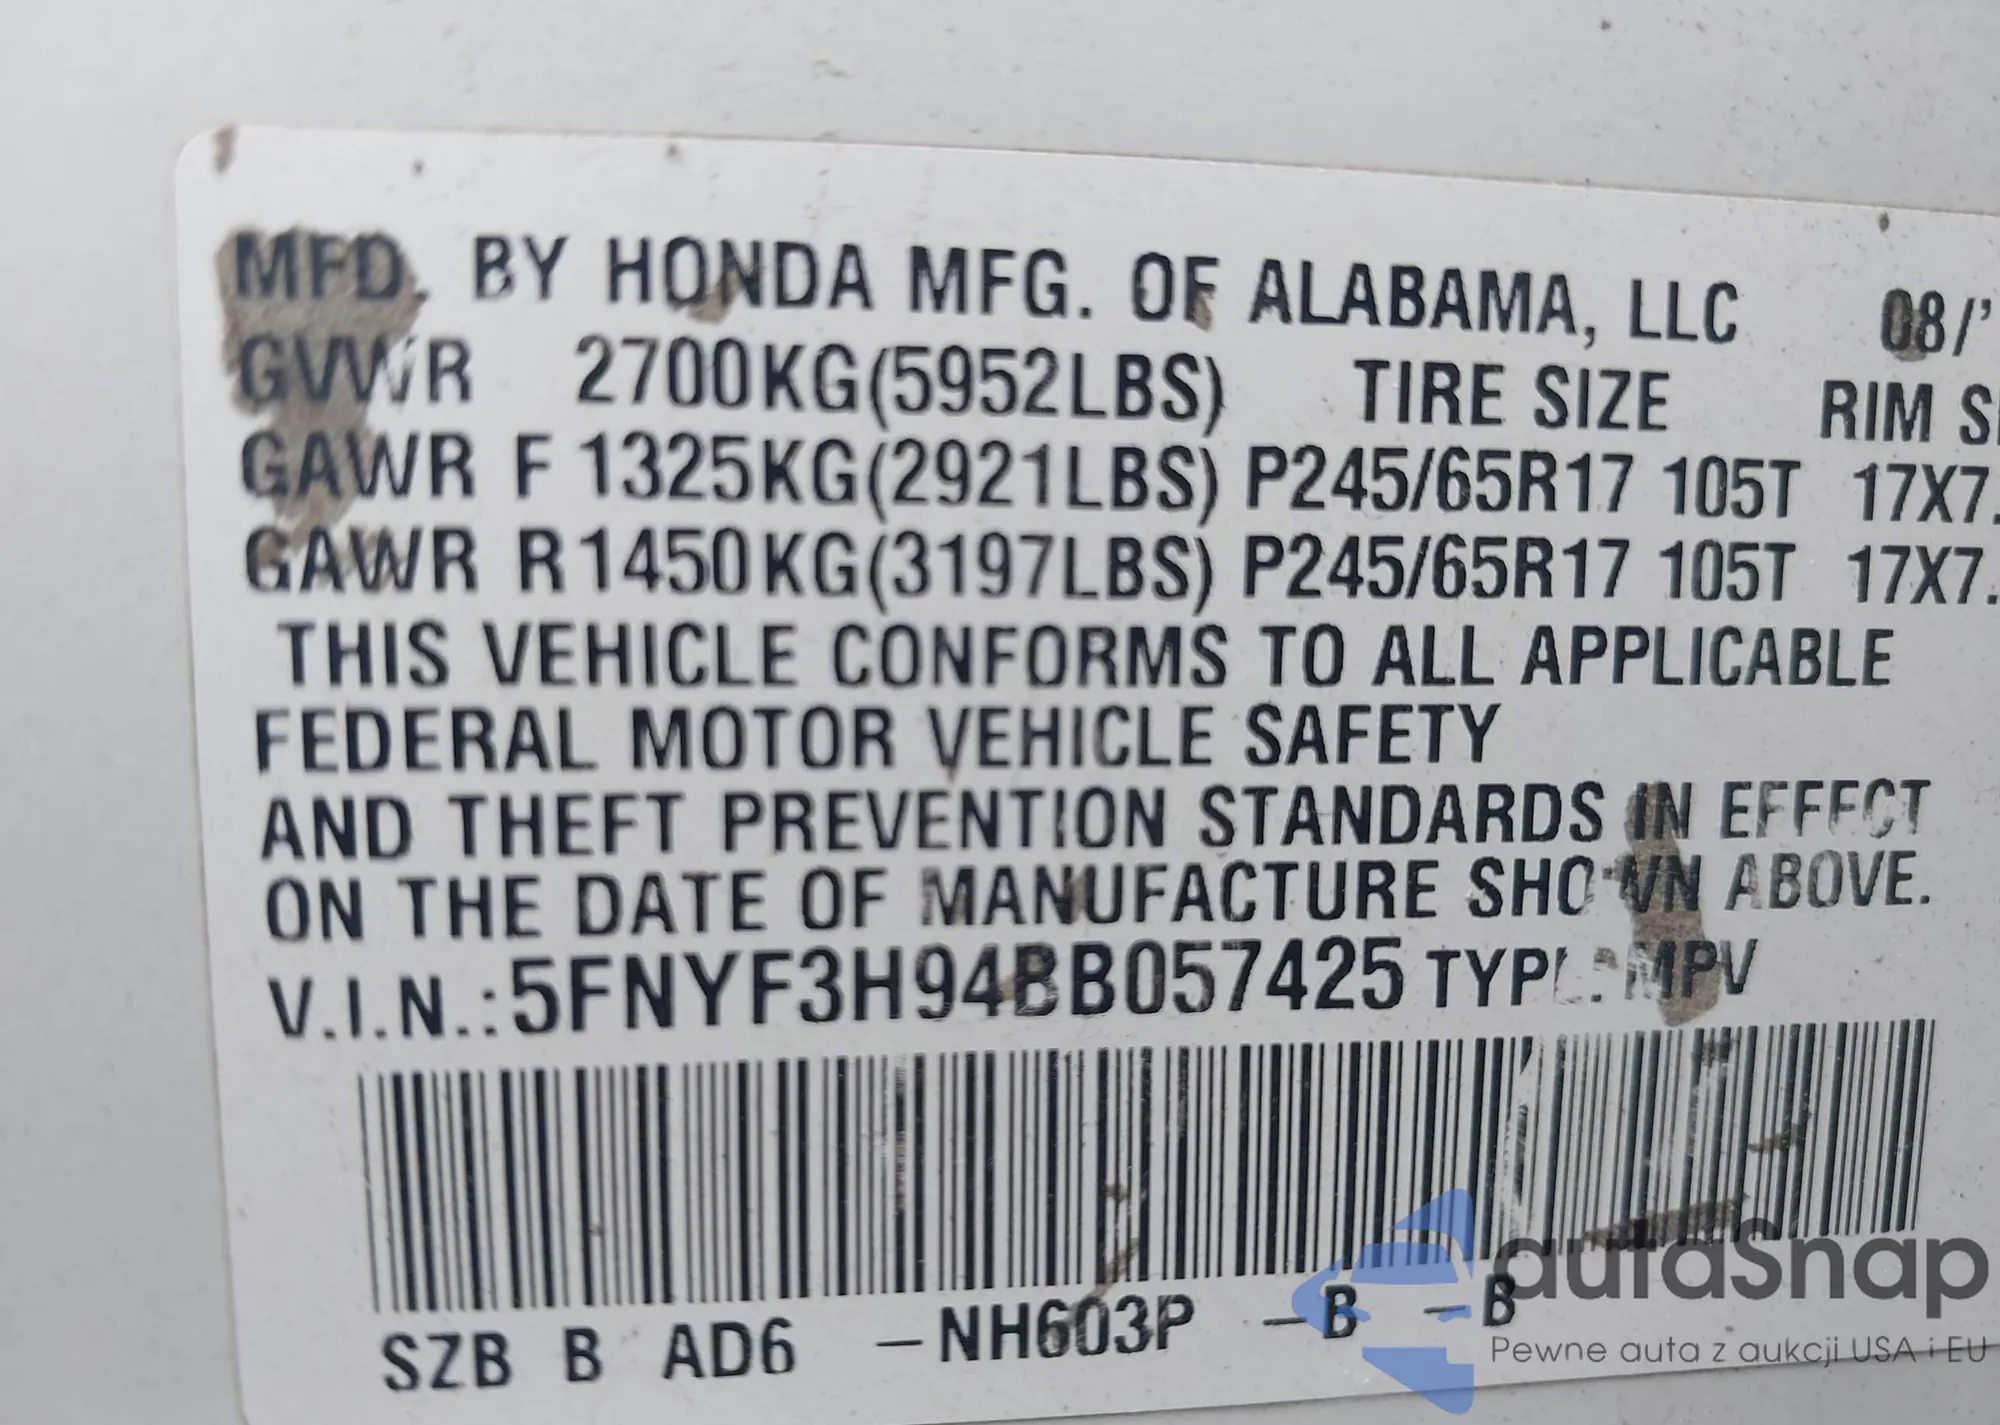 MFD. BY HONDA MFG. OF ALABAMA, LLC 08/'
GVWR 2700KG(5952LBS) TIRE SIZE RIM
GAWR F 1325KG(2921LBS) P245/65R17 105T 17X7.
GAWR R 1450KG(3197LBS) P245/65R17 105T 17X7.
THIS VEHICLE CONFORMS TO ALL APPLICABLE
FEDERAL MOTOR VEHICLE SAFETY
AND THEFT PREVENTION STANDARDS IN EFFECT
ON THE DATE OF MANUFACTURE SHOWN ABOVE.
V.I.N.:5FNYF3H94BB057425 TYPE: MPV
SZB B AD6 -NH603P -B -B
autaSnap
Pewne auta z aukcji USA i EU